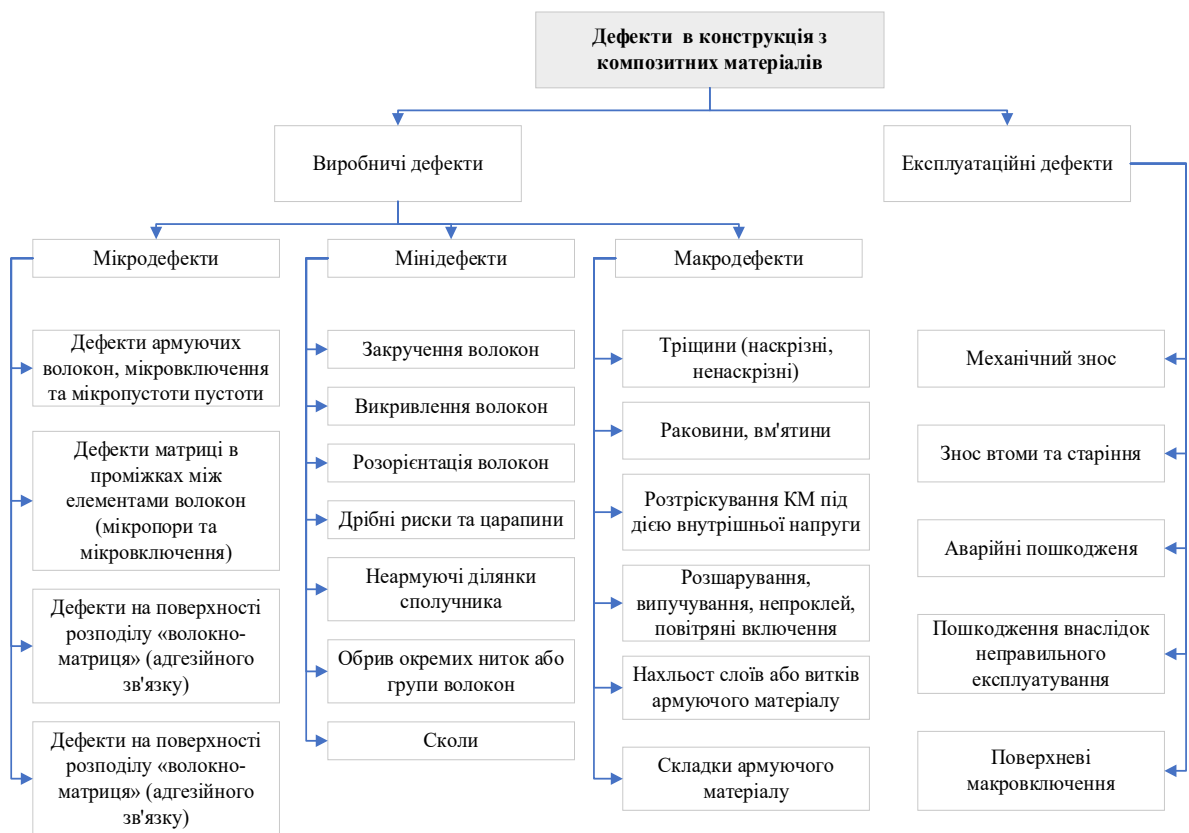 Дефекти в конструкція з
композитних матеріалів
Виробничі дефекти
Експлуатаційні дефекти
Мікродефекти
Мінідефекти
Макродефекти
Дефекти армуючих
волокон, мікровключення
та мікропустоти пустоти
Дефекти матриці в
проміжках між
елементами волокон
(мікропори та
мікровключення)
Дефекти на поверхності
розподілу «волокно-
матриця» (адгезійного
зв'язку)
Дефекти на поверхності
розподілу «волокно-
матриця» (адгезійного
зв'язку)
Закручення волокон
Викривлення волокон
Розорієнтація волокон
Дрібні риски та царапини
Неармуючі ділянки
сполучника
Обрив окремих ниток або
групи волокон
Сколи
Тріщини (наскрізні,
ненаскрізні)
Раковини, вм'ятини
Розтріскування КМ під
дією внутрішньої напруги
Розшарування,
випучування, непроклей,
повітряні включення
Нахльост слоїв або витків
армуючого матеріалу
Складки армуючого
матеріалу
Механічний знос
Знос втоми та старіння
Аварійні пошкодженя
Пошкодження внаслідок
неправильного
експлуатування
Поверхневі
макровключення